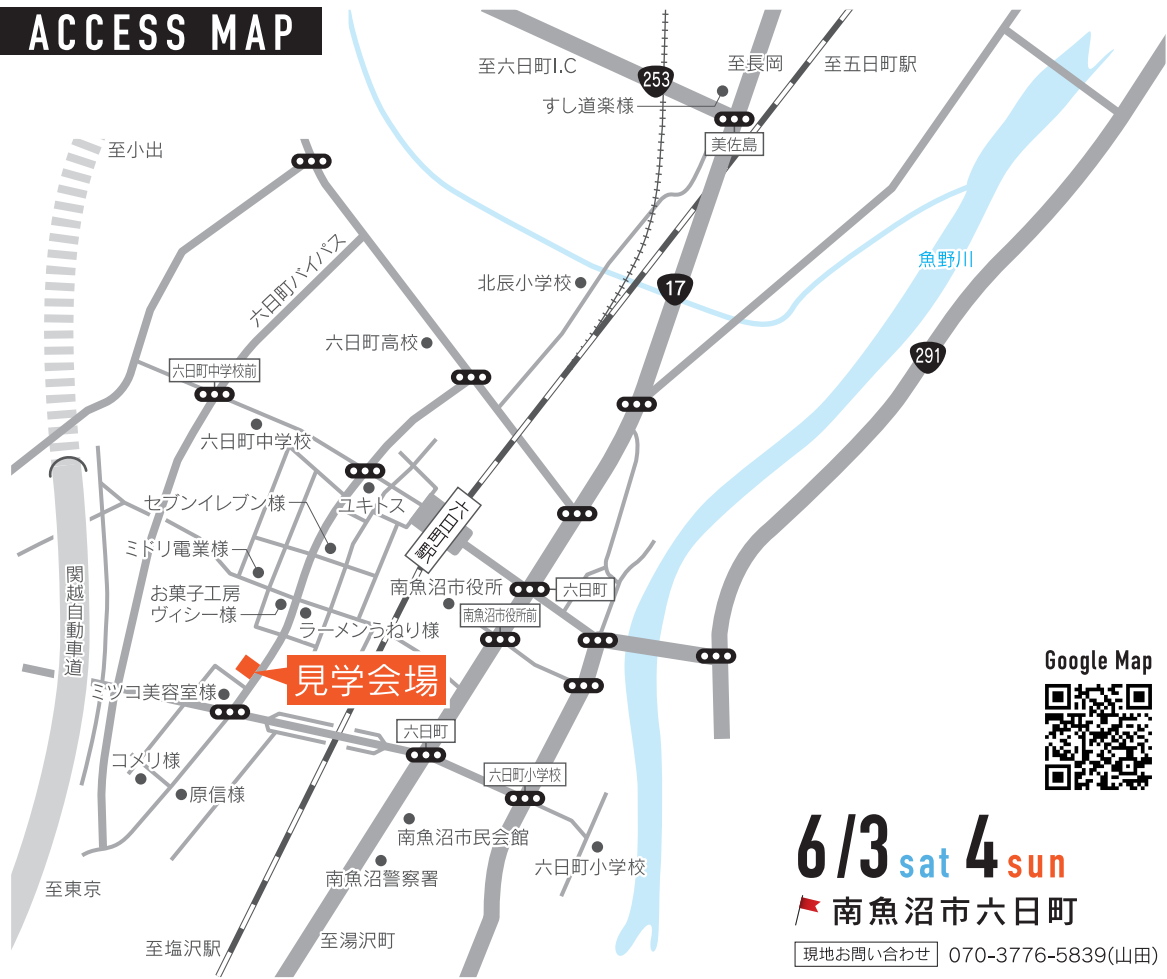 ACCESS MAP
至六日町I.C
253
至長岡
至五日町駅
すし道楽様
美佐島
至小出
六日町バイパス
北辰小学校
17
魚野川
六日町高校
291
六日町中学校前
六日町中学校
セブンイレブン様
ユキトス
六日町駅
ミドリ電業様
関越自動車道
お菓子工房
ヴィシー様
南魚沼市役所
六日町
南魚沼市役所前
ラーメンうねり様
見学会場
ミツコ美容室様
Google Map
六日町
コメリ様
原信様
六日町小学校
南魚沼市民会館
六日町小学校
南魚沼警察署
至東京
至塩沢駅
至湯沢町
6/3 sat 4 sun
南魚沼市六日町
現地お問い合わせ 070-3776-5839(山田)